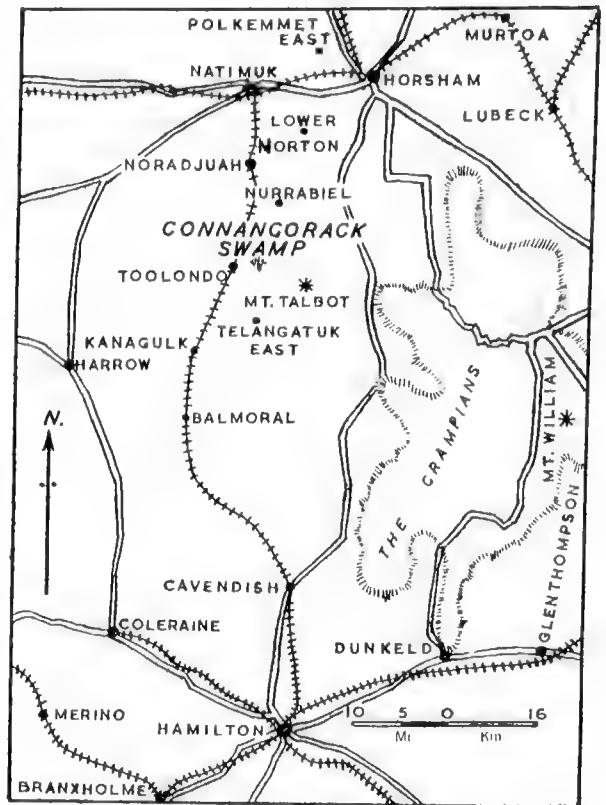 POLKEMMET
EAST
MURTOA
NATIMUK
HORSHAM
LUBECK
LOWER
NORTON
NORADJUAH
NURRABIEL
CONNANGORACK
SWAMP
TOOLONDO
MT. TALBOT
TELANGATUK
EAST
KANAGULK
HARROW
THE GRAMPIANS
MT. WILLIAM
N.
BALMORAL
GLENTHOMPSON
CAVENDISH
COLERAINE
DUNKELD
MERINO
HAMILTON
10 5 0 16
Mi Km
BRANXHOLME